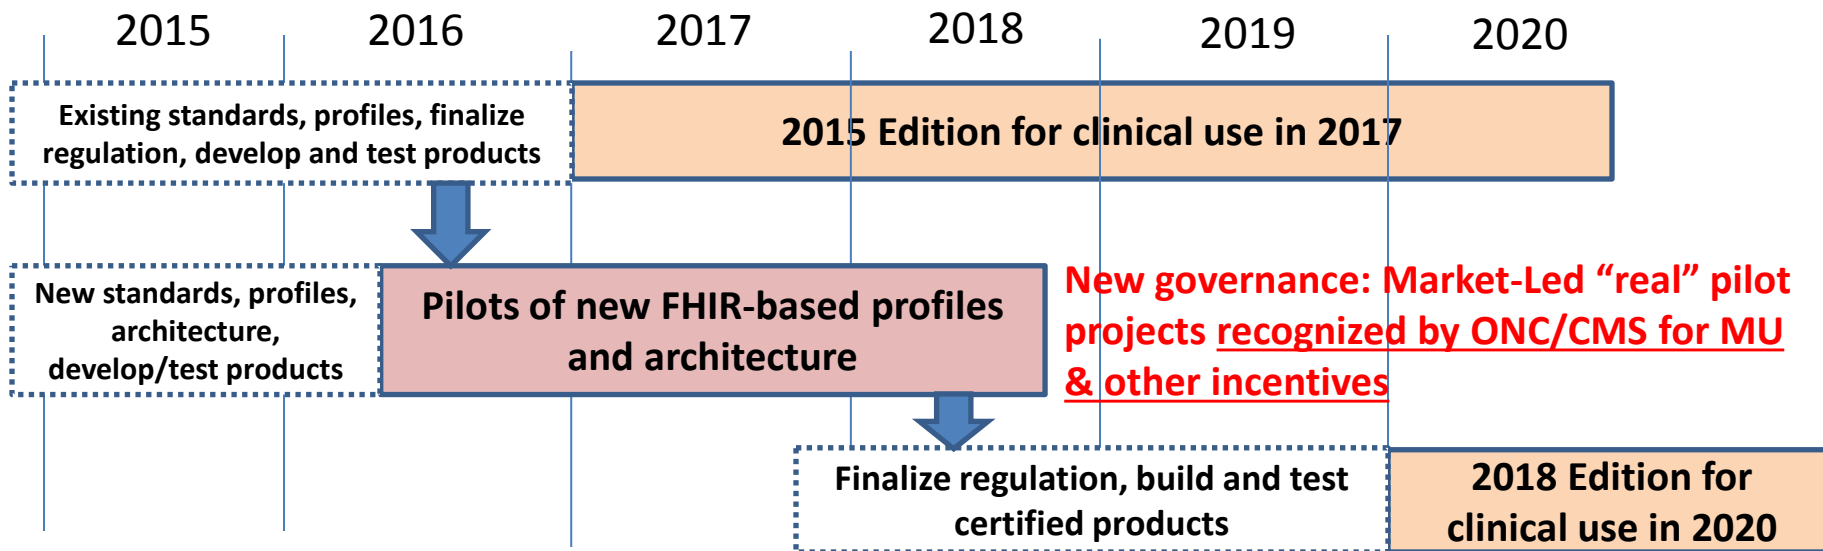 2015 2016 2017 2018 2019 2020
Existing standards, profiles, finalize
regulation, develop and test products
2015 Edition for clinical use in 2017
New standards, profiles,
architecture,
develop/test products
Pilots of new FHIR-based profiles
and architecture
New governance: Market-Led “real” pilot
projects recognized by ONC/CMS for MU
& other incentives
Finalize regulation, build and test
certified products
2018 Edition for
clinical use in 2020